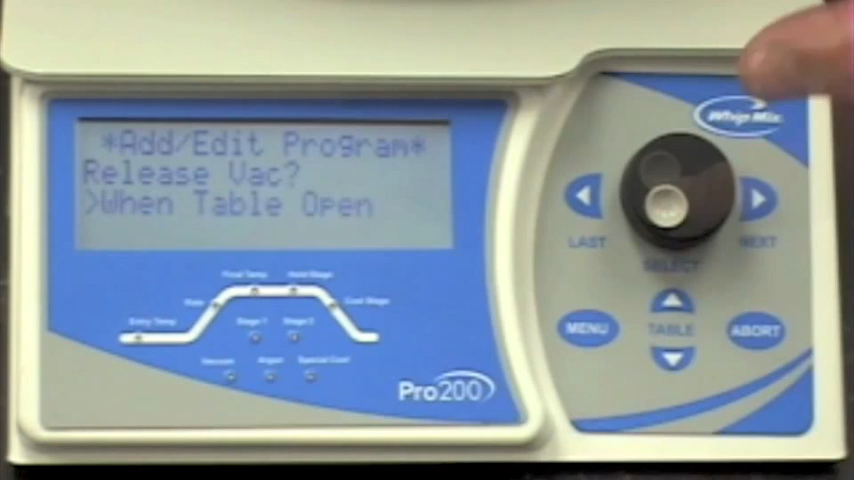 *Add/Edit Program*
Release Vac?
>When Table Open
Final Temp Hold Stage
Rate Cool Stage
Entry Temp Stage 1 Stage 2
Vacuum Argon Special Cool
Pro200
Whip Mix
LAST NEXT
SELECT
MENU TABLE ABORT